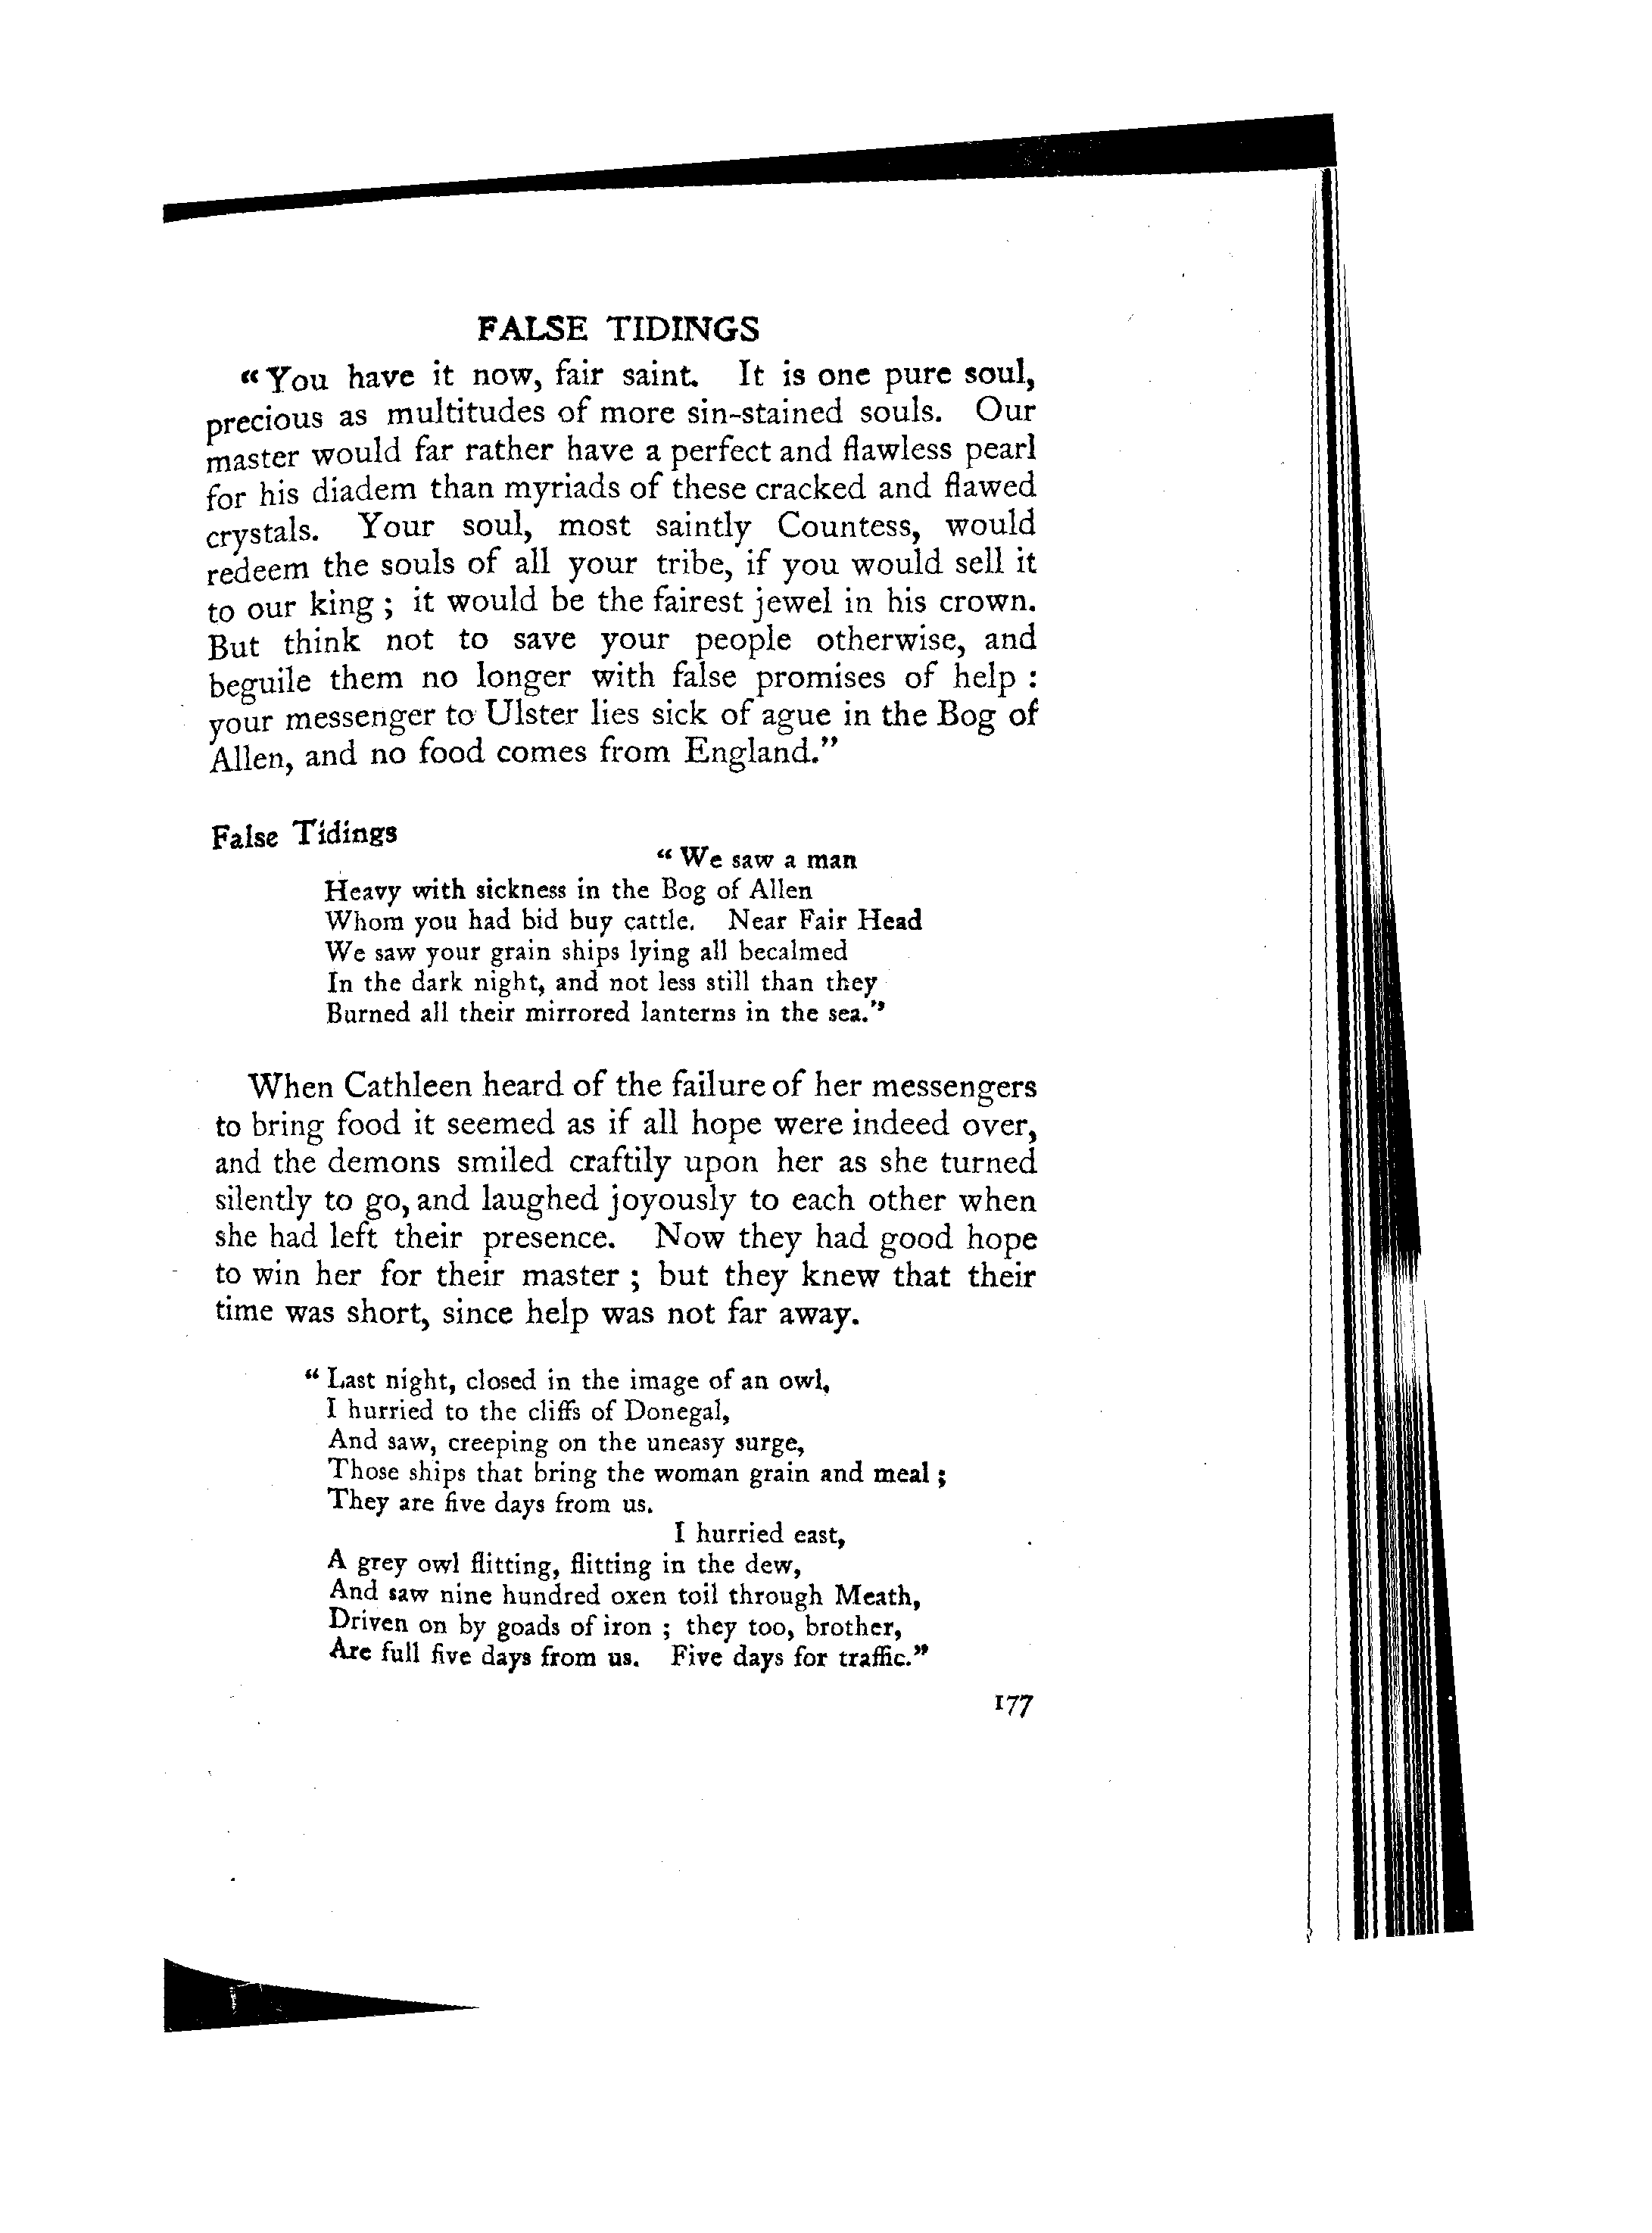 FALSE TIDINGS
“You have it now, fair saint. It is one pure soul,
precious as multitudes of more sin-stained souls. Our
master would far rather have a perfect and flawless pearl
for his diadem than myriads of these cracked and flawed
crystals. Your soul, most saintly Countess, would
redeem the souls of all your tribe, if you would sell it
to our king ; it would be the fairest jewel in his crown.
But think not to save your people otherwise, and
beguile them no longer with false promises of help :
your messenger to Ulster lies sick of ague in the Bog of
Allen, and no food comes from England.”
False Tidings
“ We saw a man
Heavy with sickness in the Bog of Allen
Whom you had bid buy cattle. Near Fair Head
We saw your grain ships lying all becalmed
In the dark night, and not less still than they
Burned all their mirrored lanterns in the sea.”
When Cathleen heard of the failure of her messengers
to bring food it seemed as if all hope were indeed over,
and the demons smiled craftily upon her as she turned
silently to go, and laughed joyously to each other when
she had left their presence. Now they had good hope
to win her for their master ; but they knew that their
time was short, since help was not far away.
“ Last night, closed in the image of an owl,
I hurried to the cliffs of Donegal,
And saw, creeping on the uneasy surge,
Those ships that bring the woman grain and meal ;
They are five days from us.
I hurried east,
A grey owl flitting, flitting in the dew,
And saw nine hundred oxen toil through Meath,
Driven on by goads of iron ; they too, brother,
Are full five days from us. Five days for traffic.”
177